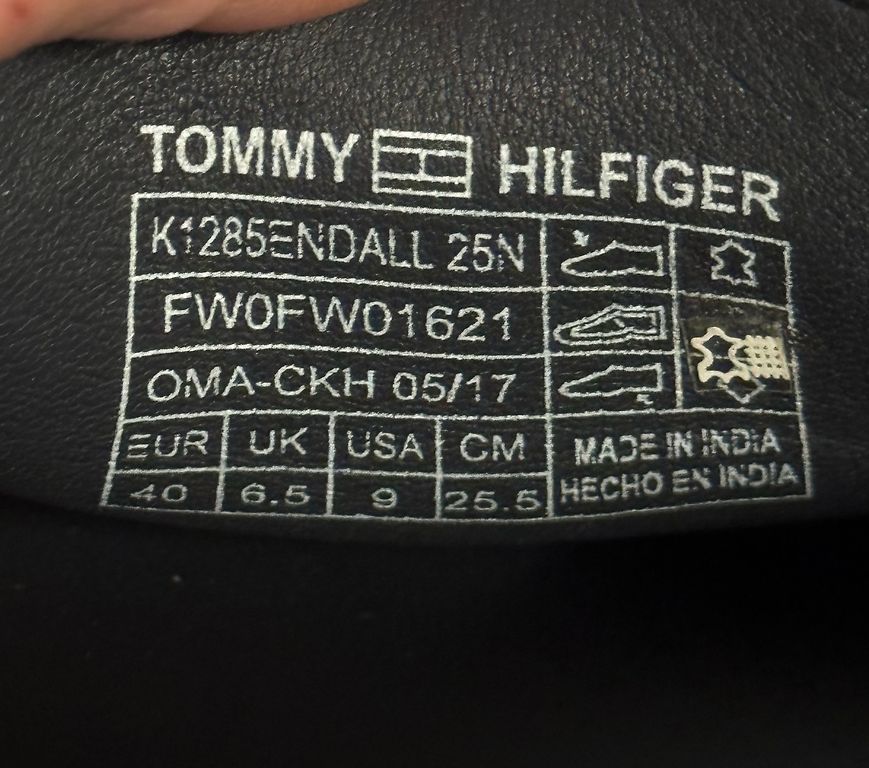 TOMMY HILFIGER
K1285ENDALL 25N
FW0FW01621
OMA-CKH 05/17
EUR UK USA CM
40 6.5 9 25.5
MADE IN INDIA
HECHO EN INDIA